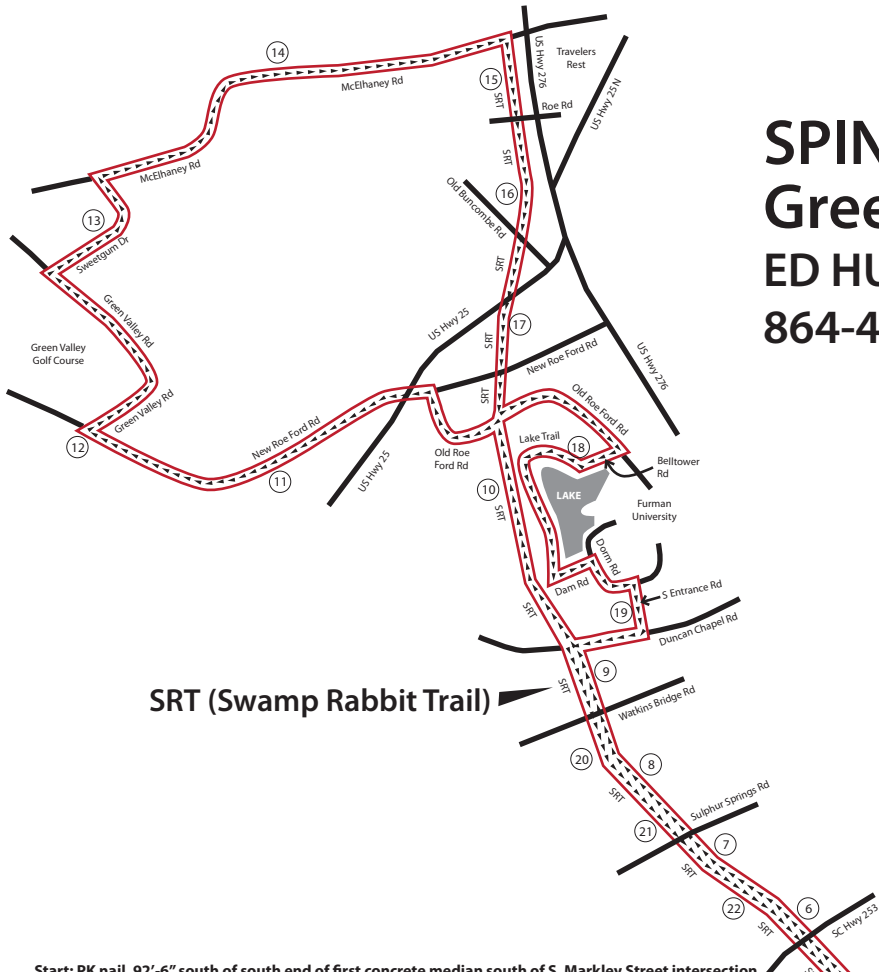 14
US Hwy 276
Travelers
Rest
McElhaney Rd
15
US Hwy 25 N
SRT
Roe Rd
SRT
McElhaney Rd
Old Buncombe Rd
16
13
Sweetgum Dr
SRT
Green Valley Rd
US Hwy 25
17
Green Valley
Golf Course
SRT
New Roe Ford Rd
US Hwy 276
Green Valley Rd
SRT
Old Roe Ford Rd
12
New Roe Ford Rd
Old Roe
Ford Rd
Lake Trail
18
Belltower
Rd
US Hwy 25
11
10
SRT
LAKE
Furman
University
Dorm Rd
Dam Rd
S Entrance Rd
SRT
19
Duncan Chapel Rd
9
SRT
SRT (Swamp Rabbit Trail)
Watkins Bridge Rd
20
8
SRT
Sulphur Springs Rd
21
7
SRT
22
6
SRT
SC Hwy 253
SPIN
Gree
ED HU
864-4
Start: PK nail, 92'-6" south of south end of first concrete median south of S. Markley Street intersection